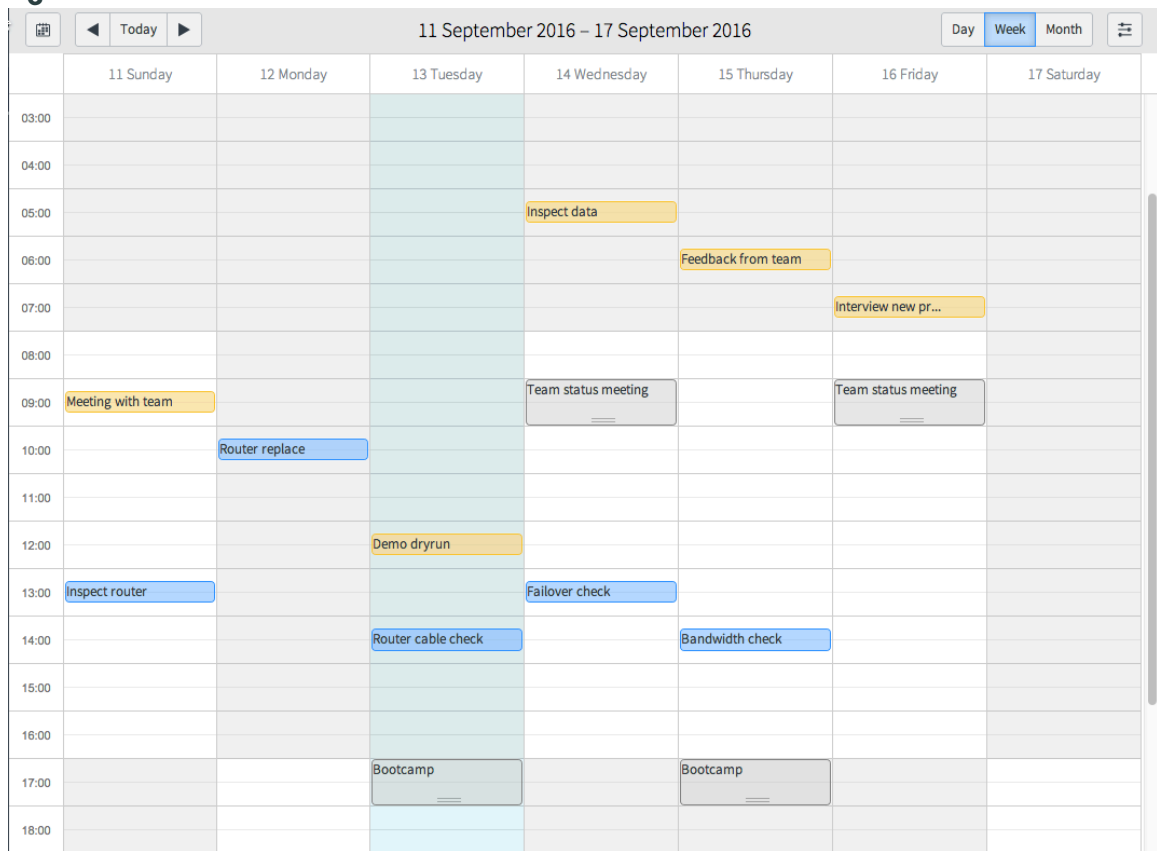 Today
11 September 2016 – 17 September 2016
Day Week Month
11 Sunday 12 Monday 13 Tuesday 14 Wednesday 15 Thursday 16 Friday 17 Saturday
03:00
04:00
05:00 Inspect data
06:00 Feedback from team
07:00 Interview new pr...
08:00
Team status meeting Team status meeting
09:00 Meeting with team
10:00 Router replace
11:00
12:00 Demo dryrun
13:00 Inspect router Failover check
14:00 Router cable check Bandwidth check
15:00
16:00
Bootcamp Bootcamp
17:00
18:00